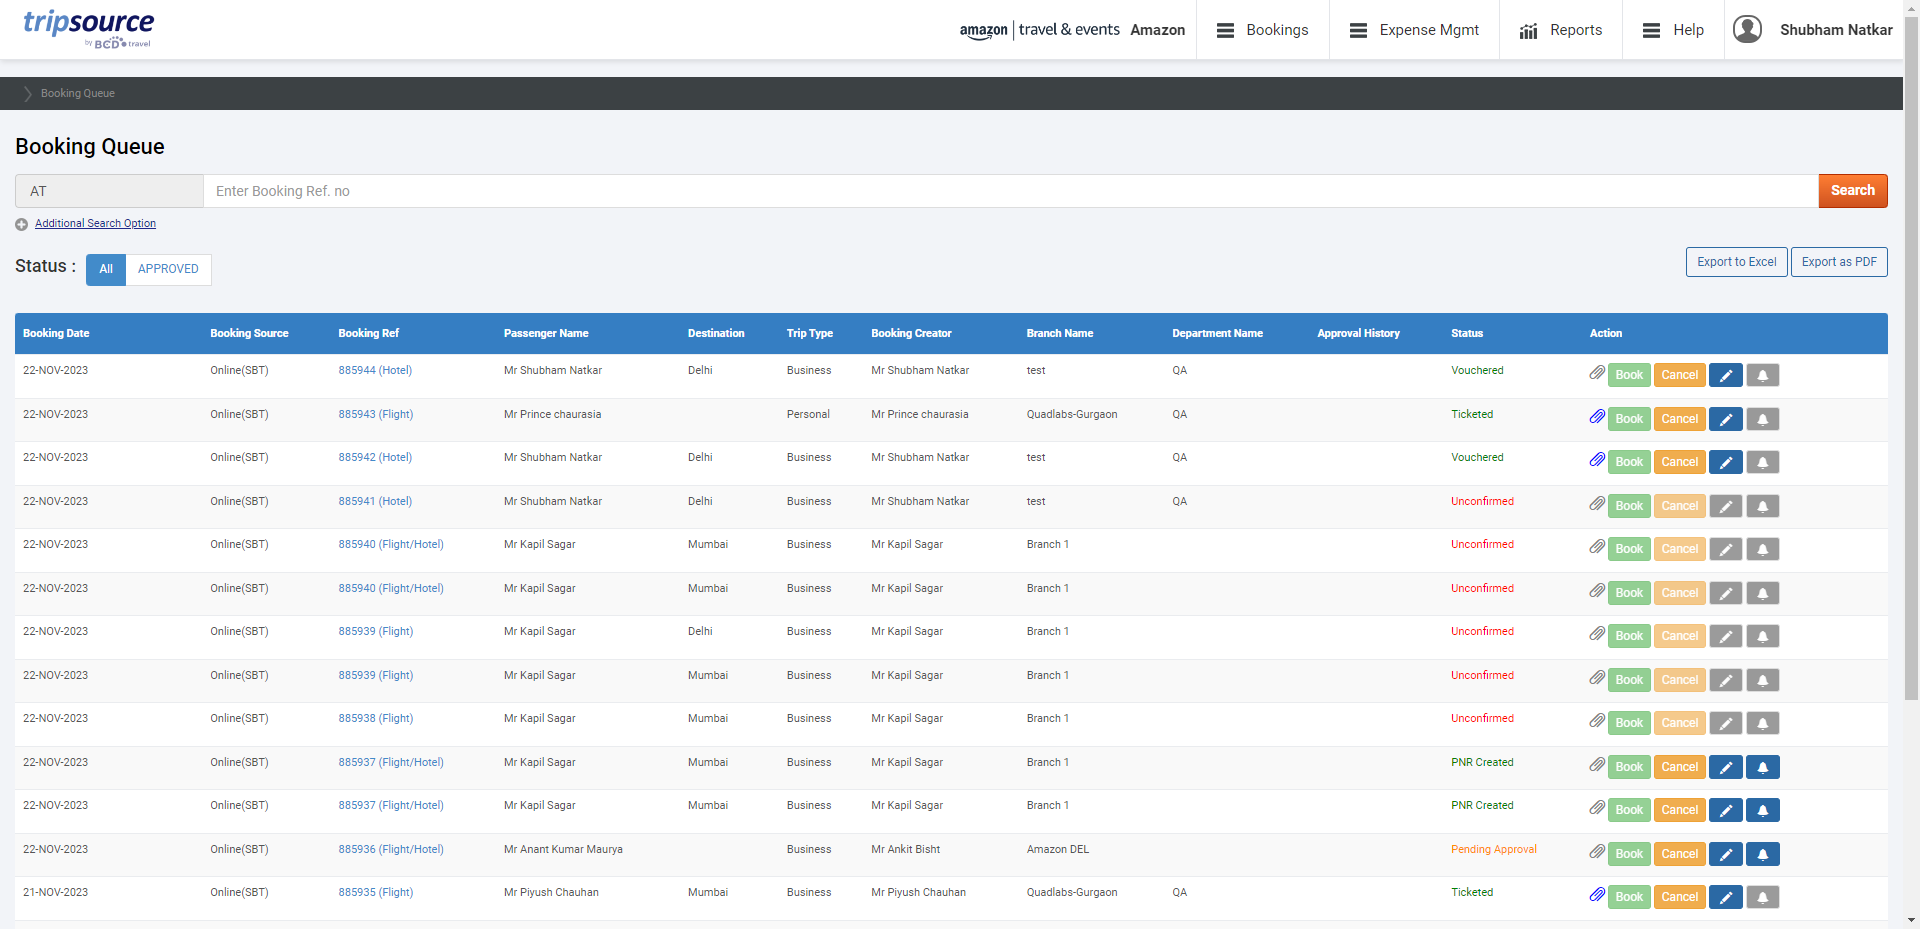 tripsource
by BCD travel
amazon | travel & events Amazon Bookings Expense Mgmt Reports Help Shubham Natkar
Booking Queue
Booking Queue
AT Enter Booking Ref. no Search
Additional Search Option
Status : All APPROVED Export to Excel Export as PDF
Booking Date Booking Source Booking Ref Passenger Name Destination Trip Type Booking Creator Branch Name Department Name Approval History Status Action
22-NOV-2023 Online(SBT) 885944 (Hotel) Mr Shubham Natkar Delhi Business Mr Shubham Natkar test QA Vouchered Book Cancel
22-NOV-2023 Online(SBT) 885943 (Flight) Mr Prince chaurasia Personal Mr Prince chaurasia Quadlabs-Gurgaon QA Ticketed Book Cancel
22-NOV-2023 Online(SBT) 885942 (Hotel) Mr Shubham Natkar Delhi Business Mr Shubham Natkar test QA Vouchered Book Cancel
22-NOV-2023 Online(SBT) 885941 (Hotel) Mr Shubham Natkar Delhi Business Mr Shubham Natkar test QA Unconfirmed Book Cancel
22-NOV-2023 Online(SBT) 885940 (Flight/Hotel) Mr Kapil Sagar Mumbai Business Mr Kapil Sagar Branch 1 Unconfirmed Book Cancel
22-NOV-2023 Online(SBT) 885940 (Flight/Hotel) Mr Kapil Sagar Mumbai Business Mr Kapil Sagar Branch 1 Unconfirmed Book Cancel
22-NOV-2023 Online(SBT) 885939 (Flight) Mr Kapil Sagar Delhi Business Mr Kapil Sagar Branch 1 Unconfirmed Book Cancel
22-NOV-2023 Online(SBT) 885939 (Flight) Mr Kapil Sagar Mumbai Business Mr Kapil Sagar Branch 1 Unconfirmed Book Cancel
22-NOV-2023 Online(SBT) 885938 (Flight) Mr Kapil Sagar Mumbai Business Mr Kapil Sagar Branch 1 Unconfirmed Book Cancel
22-NOV-2023 Online(SBT) 885937 (Flight/Hotel) Mr Kapil Sagar Mumbai Business Mr Kapil Sagar Branch 1 PNR Created Book Cancel
22-NOV-2023 Online(SBT) 885937 (Flight/Hotel) Mr Kapil Sagar Mumbai Business Mr Kapil Sagar Branch 1 PNR Created Book Cancel
22-NOV-2023 Online(SBT) 885936 (Flight/Hotel) Mr Anant Kumar Maurya Business Mr Ankit Bisht Amazon DEL Pending Approval Book Cancel
21-NOV-2023 Online(SBT) 885935 (Flight) Mr Piyush Chauhan Mumbai Business Mr Piyush Chauhan Quadlabs-Gurgaon QA Ticketed Book Cancel